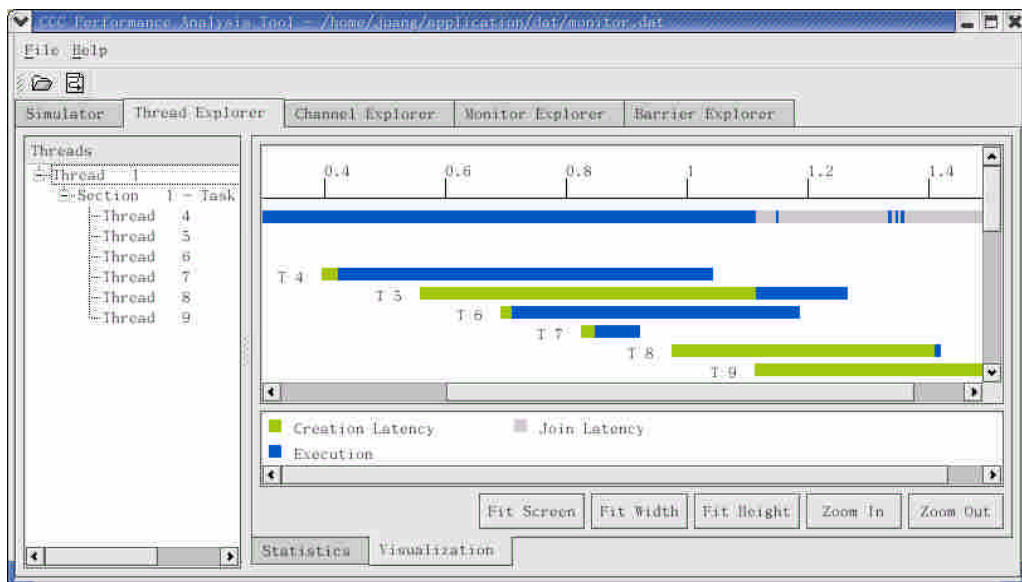 CCC Performance Analysis Tool - /home/juang/application/dat/monitor.dat
File Help
Simulator Thread Explorer Channel Explorer Monitor Explorer Barrier Explorer
Threads
Thread 1
Section 1 - Task
Thread 4
Thread 5
Thread 6
Thread 7
Thread 8
Thread 9
0.4 0.6 0.8 1 1.2 1.4
T 4
T 5
T 6
T 7
T 8
T 9
Creation Latency Join Latency
Execution
Fit Screen Fit Width Fit Height Zoom In Zoom Out
Statistics Visualization